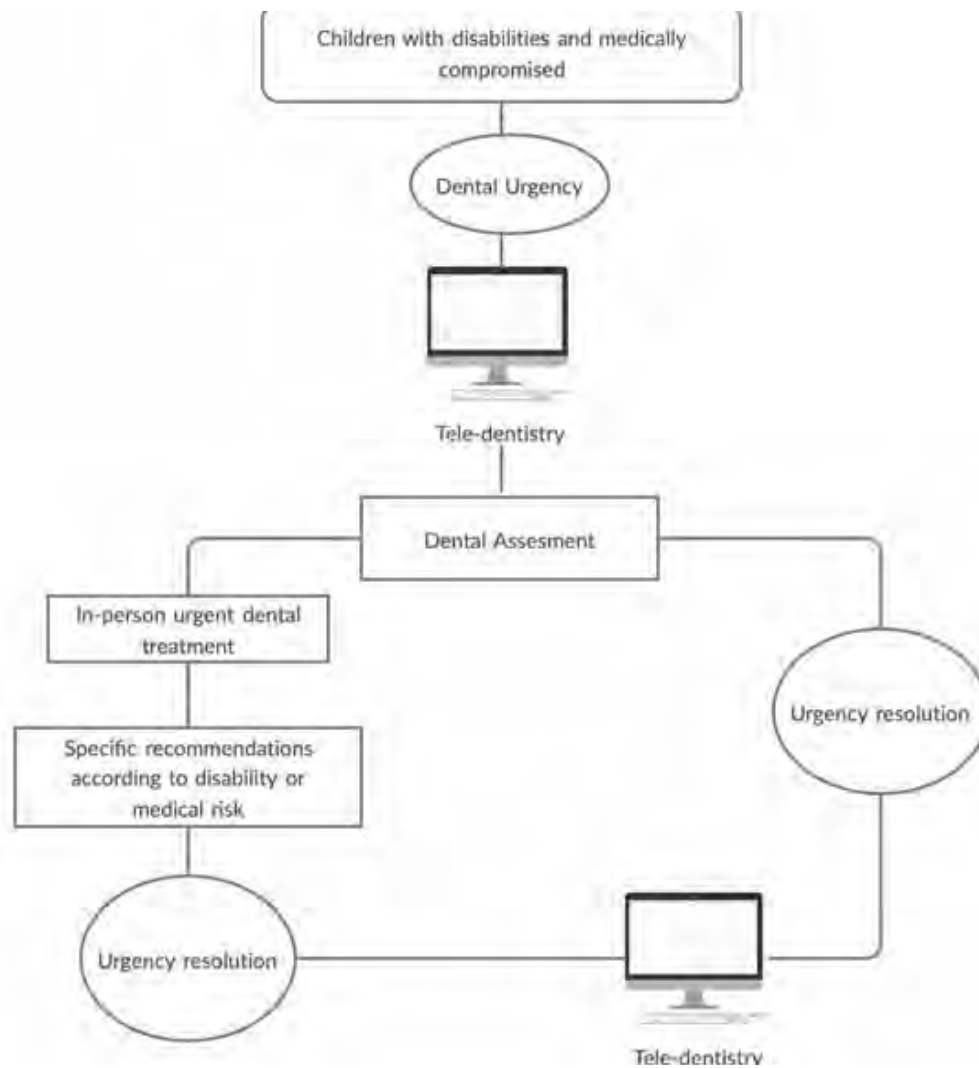 Children with disabilities and medically
compromised
Dental Urgency
Tele-dentistry
Dental Assesment
In-person urgent dental
treatment
Urgency resolution
Specific recommendations
according to disability or
medical risk
Urgency resolution
Tele-dentistry